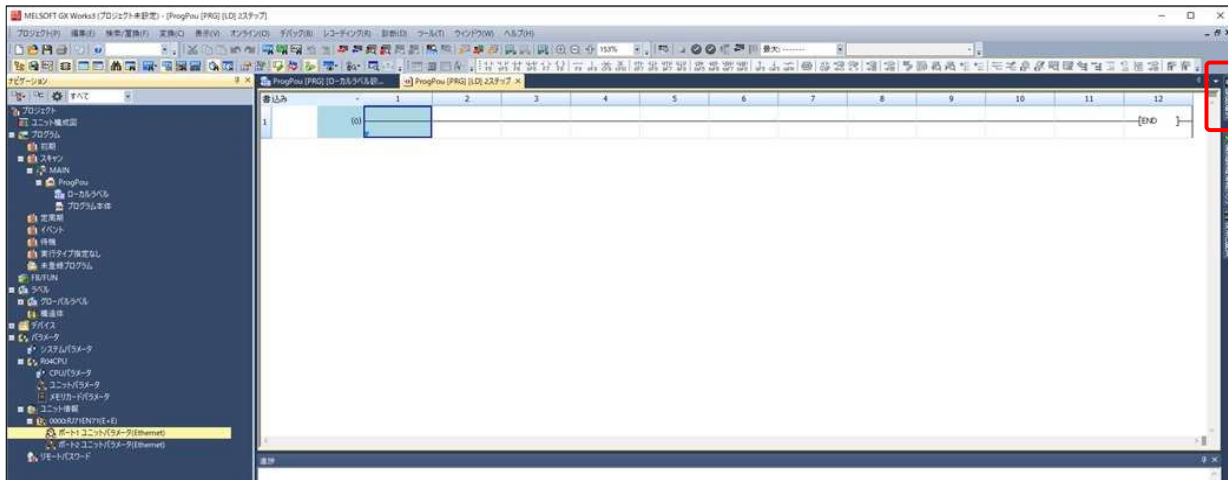 MELSOFT GX Works3 (プロジェクト未設定) - [ProgPou [PRG] [LD] 2ステップ]
プロジェクト(P) 編集(E) 検索/置換(F) 変換(C) 表示(V) オンライン(O) デバッグ(B) レコーディング(R) 診断(D) ツール(T) ウィンドウ(W) ヘルプ(H)
153%
最大:
ナビゲーション
ProgPou [PRG] [ローカルラベル設...
ProgPou [PRG] [LD] 2ステップ
すべて
書込み 1 2 3 4 5 6 7 8 9 10 11 12
1 (0) [END ]
プロジェクト
ユニット構成図
プログラム
初期
スキャン
MAIN
ProgPou
ローカルラベル
プログラム本体
定周期
イベント
待機
実行タイプ指定なし
未登録プログラム
FB/FUN
ラベル
グローバルラベル
構造体
デバイス
パラメータ
システムパラメータ
R04CPU
CPUパラメータ
ユニットパラメータ
メモリカードパラメータ
ユニット情報
0000:RJ71EN71(E+E)
ポート1 ユニットパラメータ(Ethernet)
ポート2 ユニットパラメータ(Ethernet)
リモートパスワード
進捗